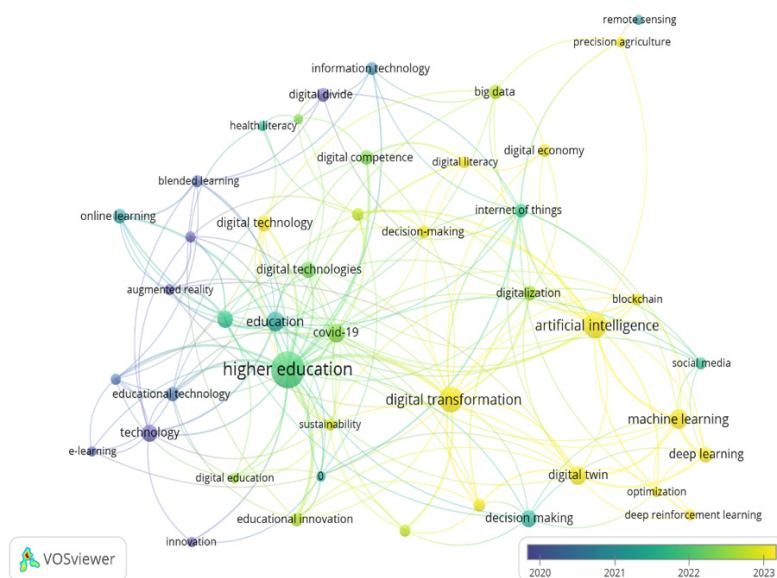 remote sensing
precision agriculture
information technology
big data
digital divide
health literacy
digital economy
digital competence
digital literacy
blended learning
online learning
internet of things
digital technology
decision-making
digital technologies
augmented reality
digitalization
blockchain
education
artificial intelligence
covid-19
social media
higher education
educational technology
digital transformation
machine learning
sustainability
technology
e-learning
deep learning
digital education
0
digital twin
optimization
educational innovation
decision making
deep reinforcement learning
innovation
VOSviewer
2020 2021 2022 2023